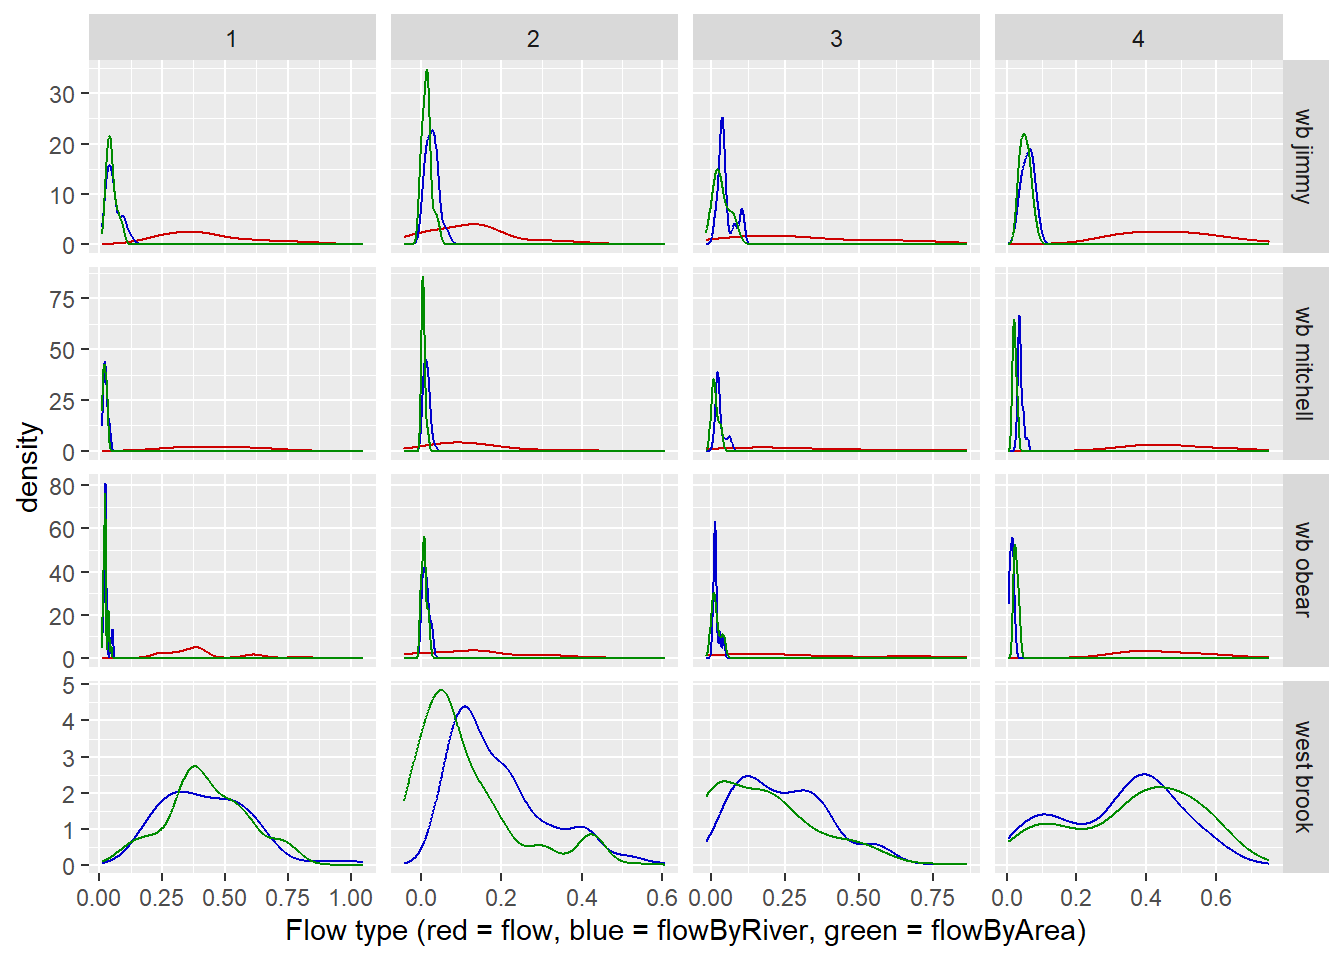 1 2 3 4
30
20
10
0
wb jimmy
75
50
25
0
wb mitchell
80
60
40
20
0
wb obear
5
4
3
2
1
0
west brook
density
0.00 0.25 0.50 0.75 1.00 0.0 0.2 0.4 0.6 0.00 0.25 0.50 0.75 0.0 0.2 0.4 0.6
Flow type (red = flow, blue = flowByRiver, green = flowByArea)